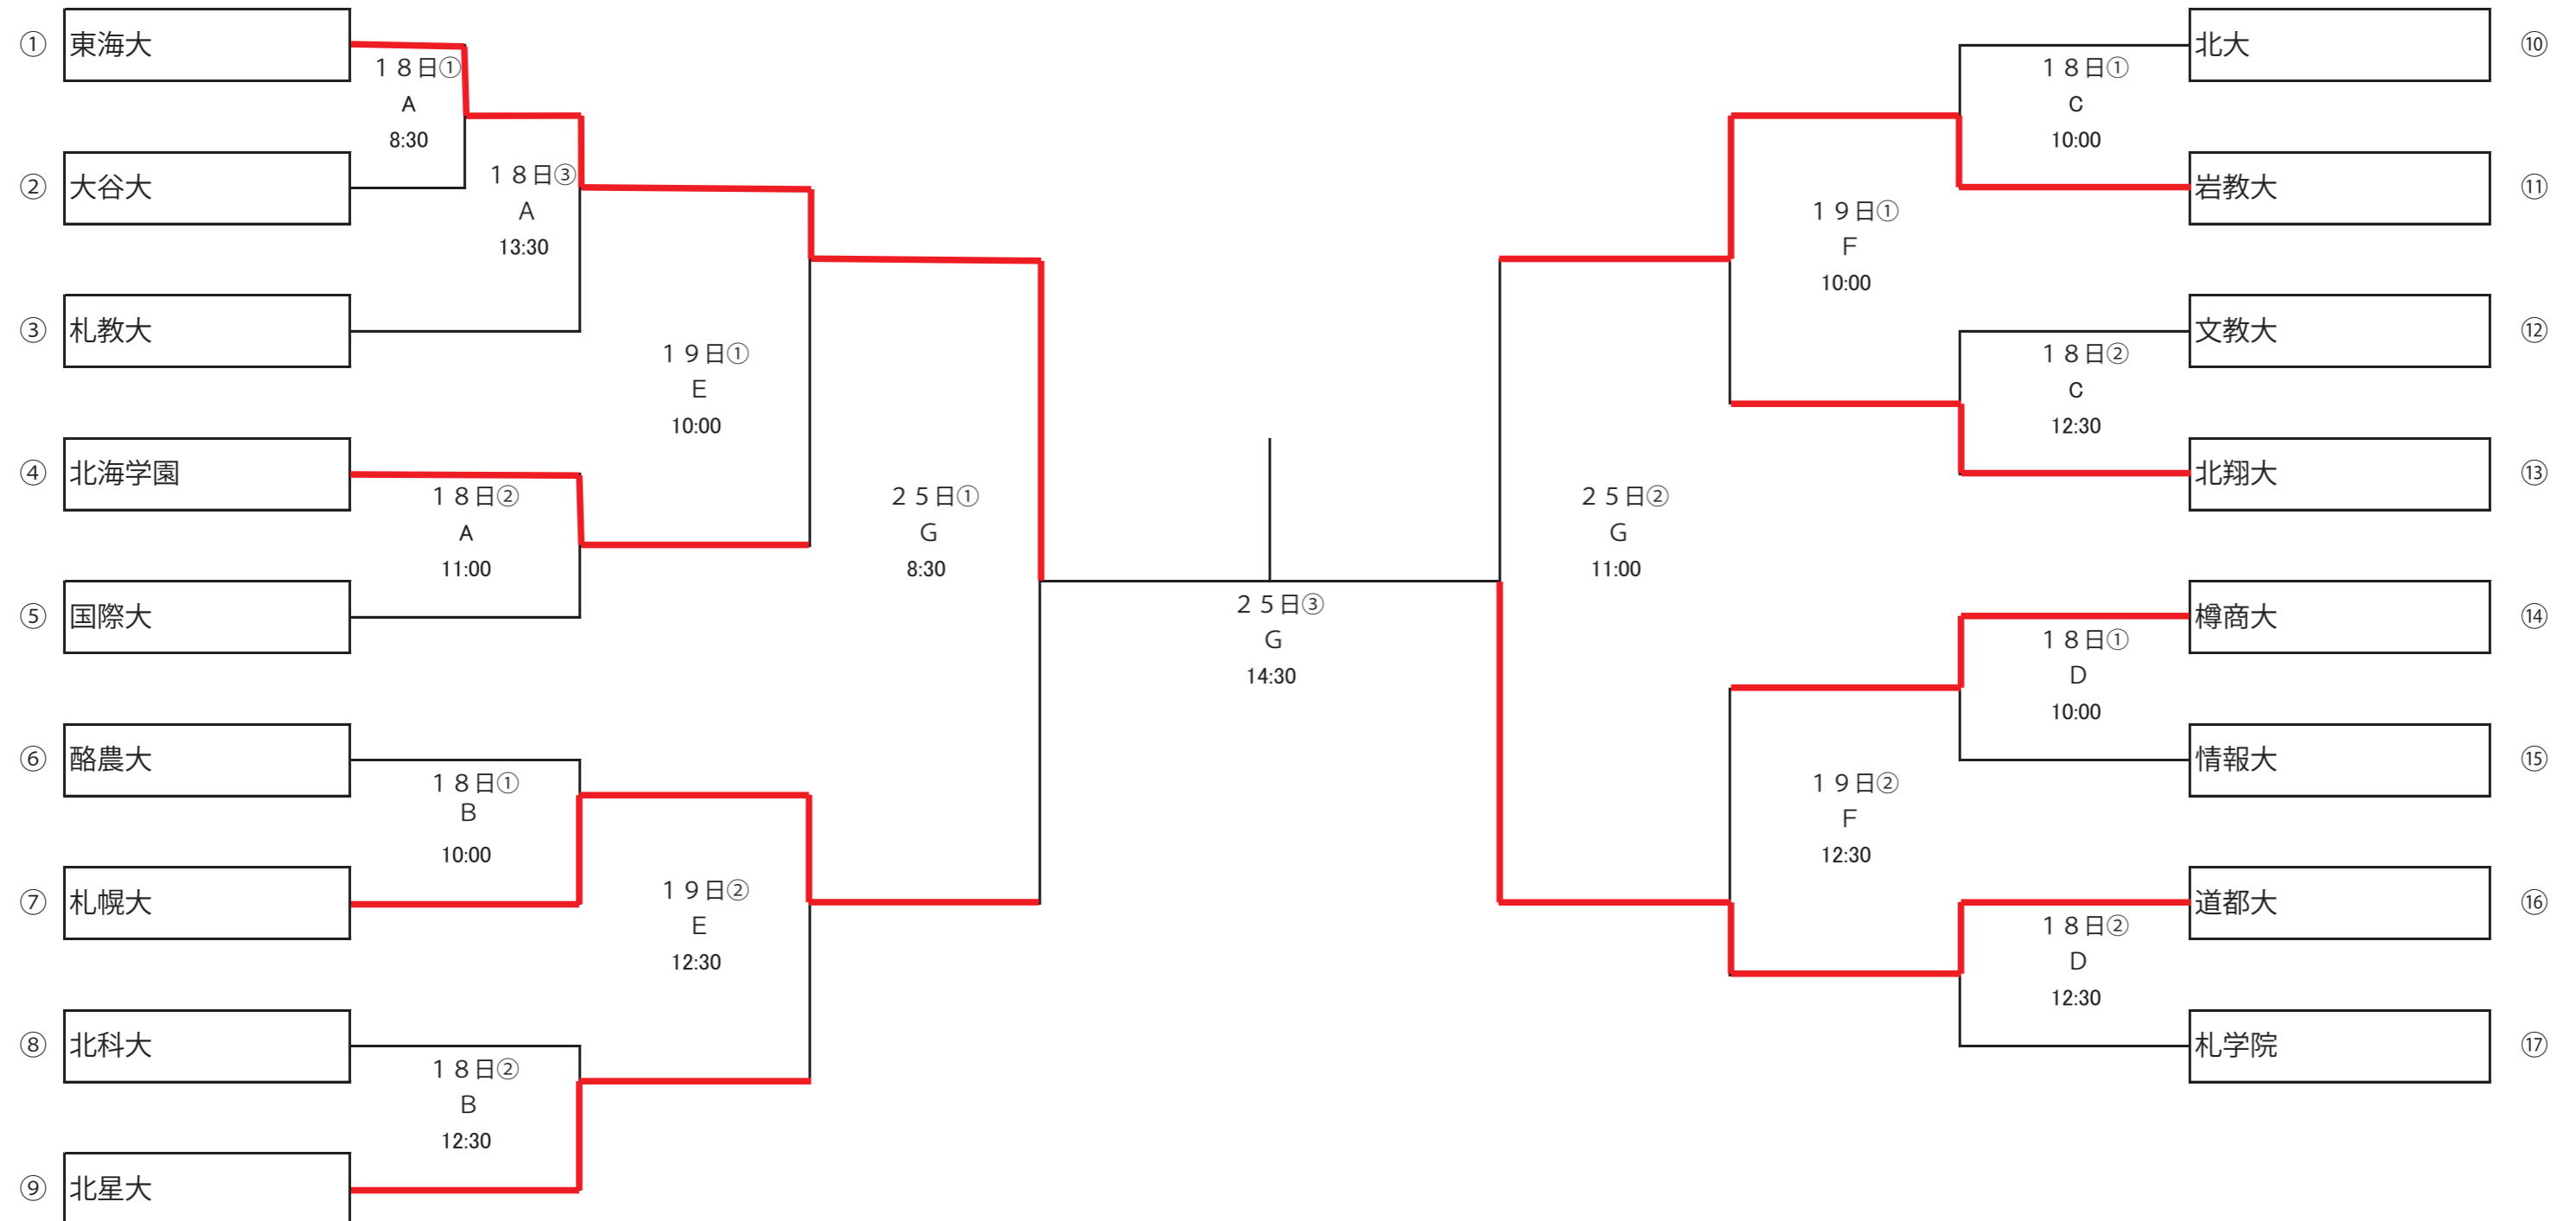 ① 東海大
18日①
A
8:30
② 大谷大
18日③
A
13:30
③ 札教大
19日①
E
10:00
④ 北海学園
18日②
A
11:00
⑤ 国際大
25日①
G
8:30
⑥ 酪農大
18日①
B
10:00
⑦ 札幌大
19日②
E
12:30
⑧ 北科大
18日②
B
12:30
⑨ 北星大
25日③
G
14:30
北大 ⑩
18日①
C
10:00
岩教大 ⑪
19日①
F
10:00
文教大 ⑫
18日②
C
12:30
北翔大 ⑬
25日②
G
11:00
樽商大 ⑭
18日①
D
10:00
情報大 ⑮
19日②
F
12:30
道都大 ⑯
18日②
D
12:30
札学院 ⑰